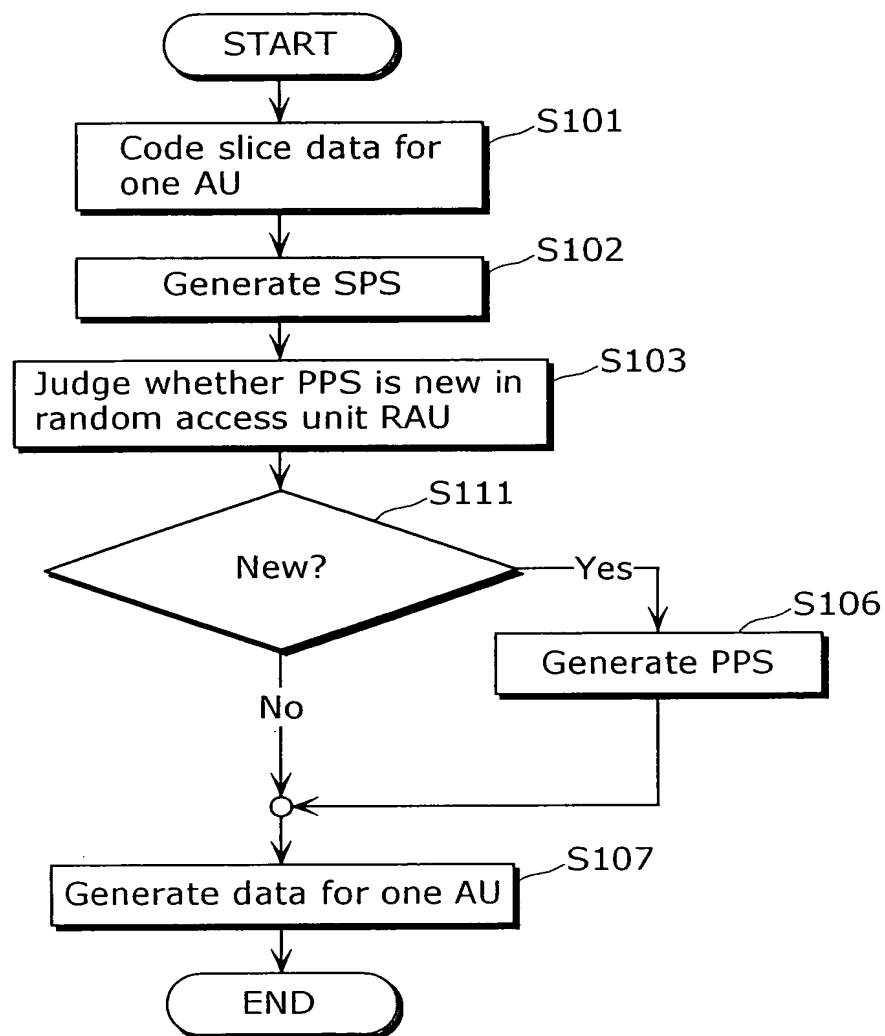 START
S101
Code slice data for
one AU
S102
Generate SPS
S103
Judge whether PPS is new in
random access unit RAU
S111
New?
Yes
S106
Generate PPS
No
S107
Generate data for one AU
END